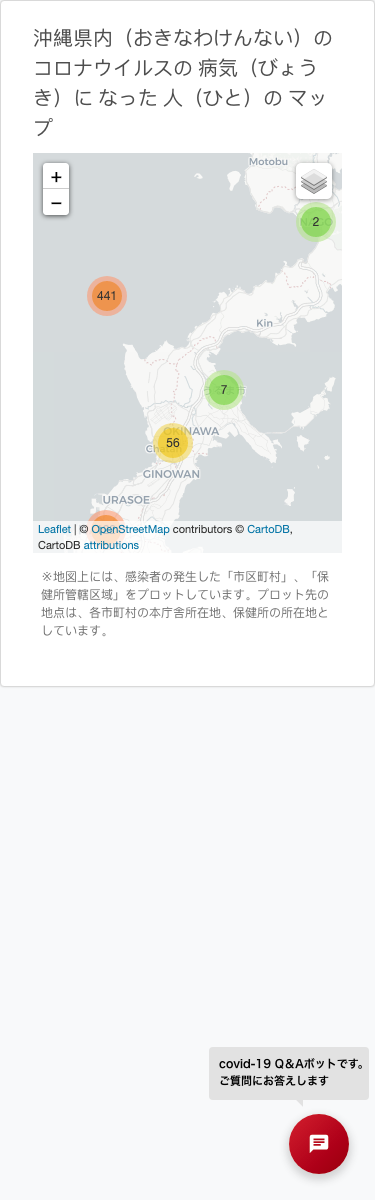 沖縄県内（おきなわけんない）の
コロナウイルスの 病気（びょう
き）に なった 人（ひと）の マッ
プ
Motobu
+
−
2
441
Kin
7
OKINAWA
56
GINOWAN
URASOE
Leaflet | © OpenStreetMap contributors © CartoDB,
CartoDB attributions
※地図上には、感染者の発生した「市区町村」、「保
健所管轄区域」をプロットしています。プロット先の
地点は、各市町村の本庁舎所在地、保健所の所在地と
しています。
covid-19 Q＆Aボットです。
ご質問にお答えします